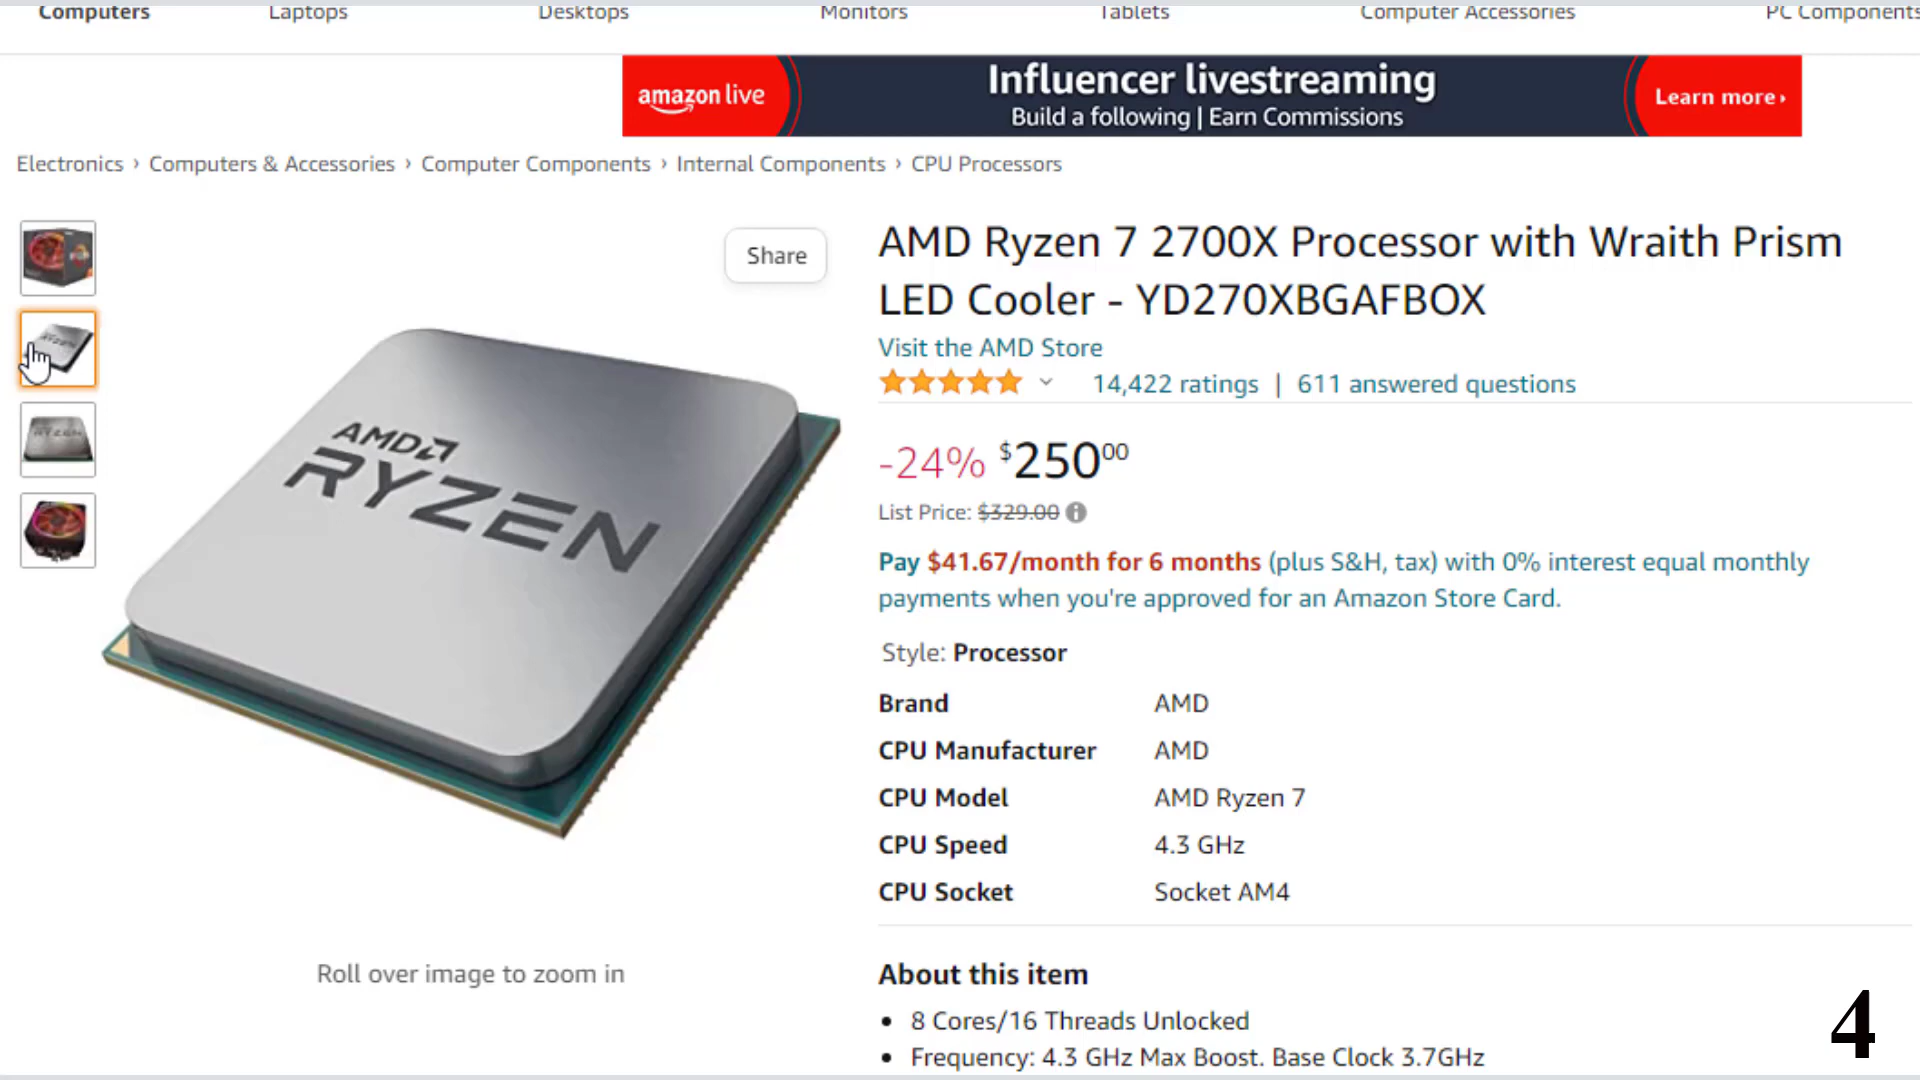 Computers Laptops Desktops Monitors Tablets Computer Accessories PC Components
amazon live
Influencer livestreaming
Build a following | Earn Commissions
Learn more ›
Electronics › Computers & Accessories › Computer Components › Internal Components › CPU Processors
Share
AMD
RYZEN
Roll over image to zoom in
AMD Ryzen 7 2700X Processor with Wraith Prism
LED Cooler - YD270XBGAFBOX
Visit the AMD Store
14,422 ratings | 611 answered questions
-24% $250 00
List Price: $329.00
Pay $41.67/month for 6 months (plus S&H, tax) with 0% interest equal monthly
payments when you're approved for an Amazon Store Card.
Style: Processor
Brand AMD
CPU Manufacturer AMD
CPU Model AMD Ryzen 7
CPU Speed 4.3 GHz
CPU Socket Socket AM4
About this item
• 8 Cores/16 Threads Unlocked
• Frequency: 4.3 GHz Max Boost. Base Clock 3.7GHz
4